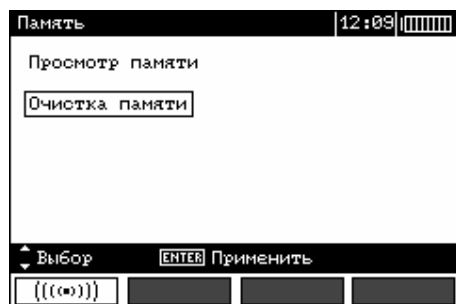 Память 12:09
Просмотр памяти
Очистка памяти
Выбор ENTER Применить